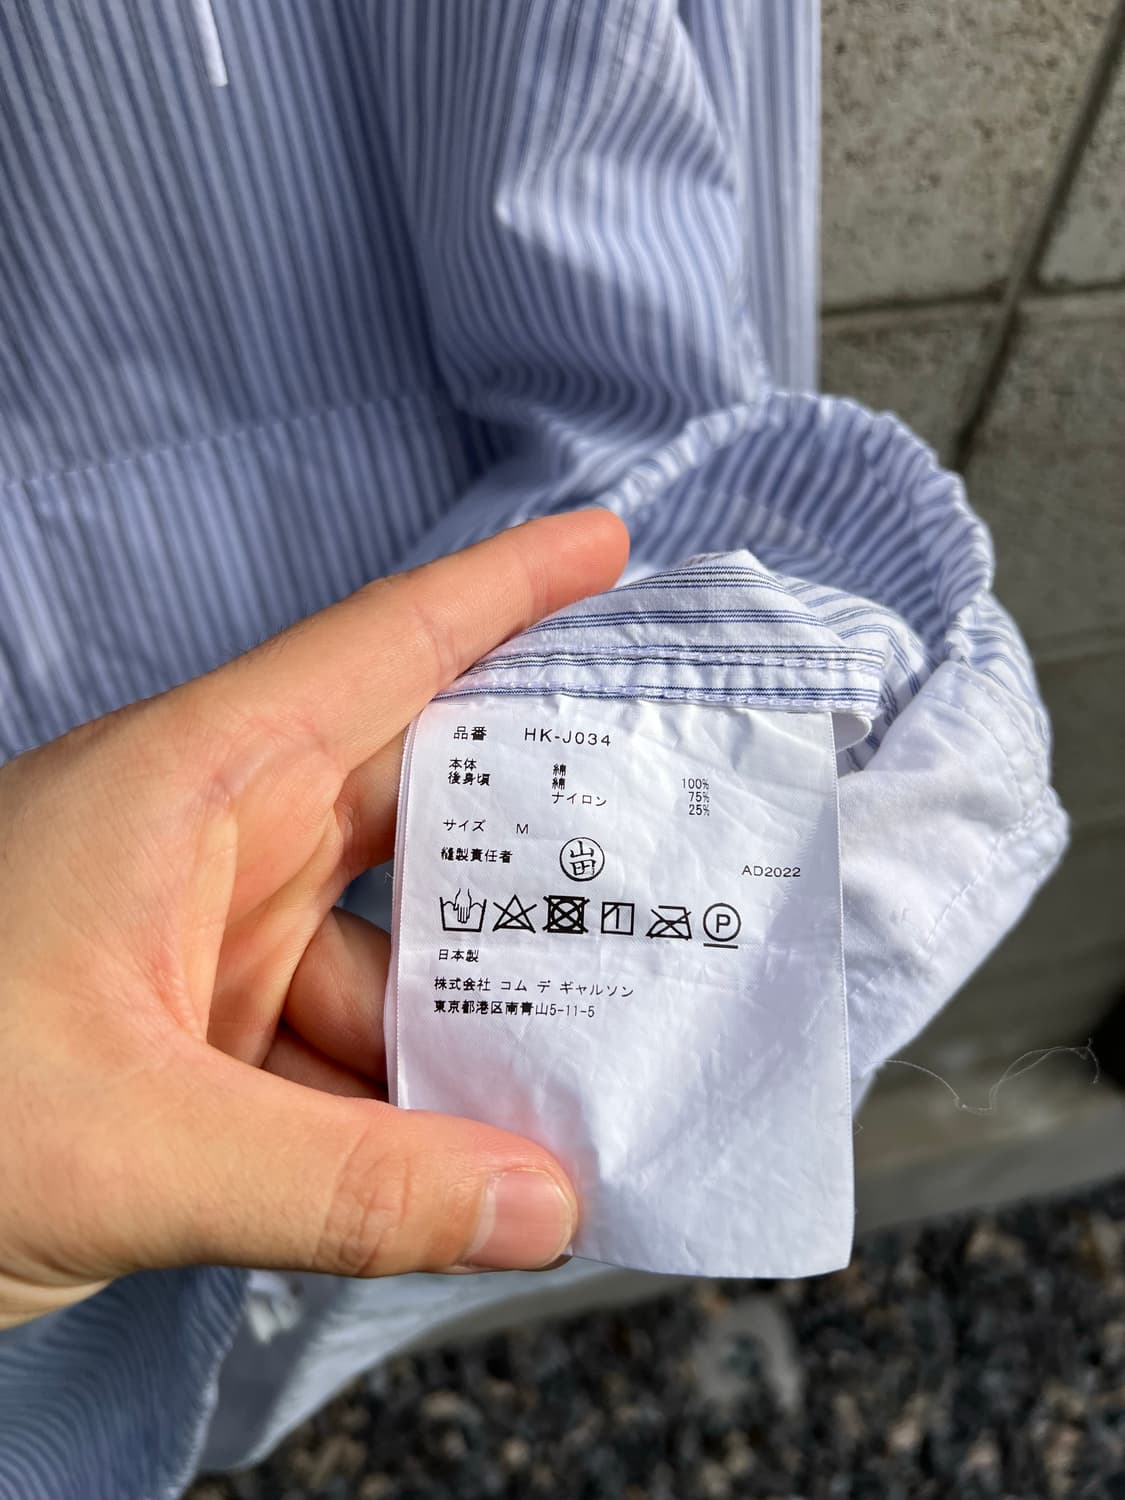 品番 HK-J034
本体 綿 100%
後身頃 綿 75%
ナイロン 25%
サイズ M
縫製責任者 山田
AD2022
P
日本製
株式会社 コム デ ギャルソン
東京都港区南青山5-11-5